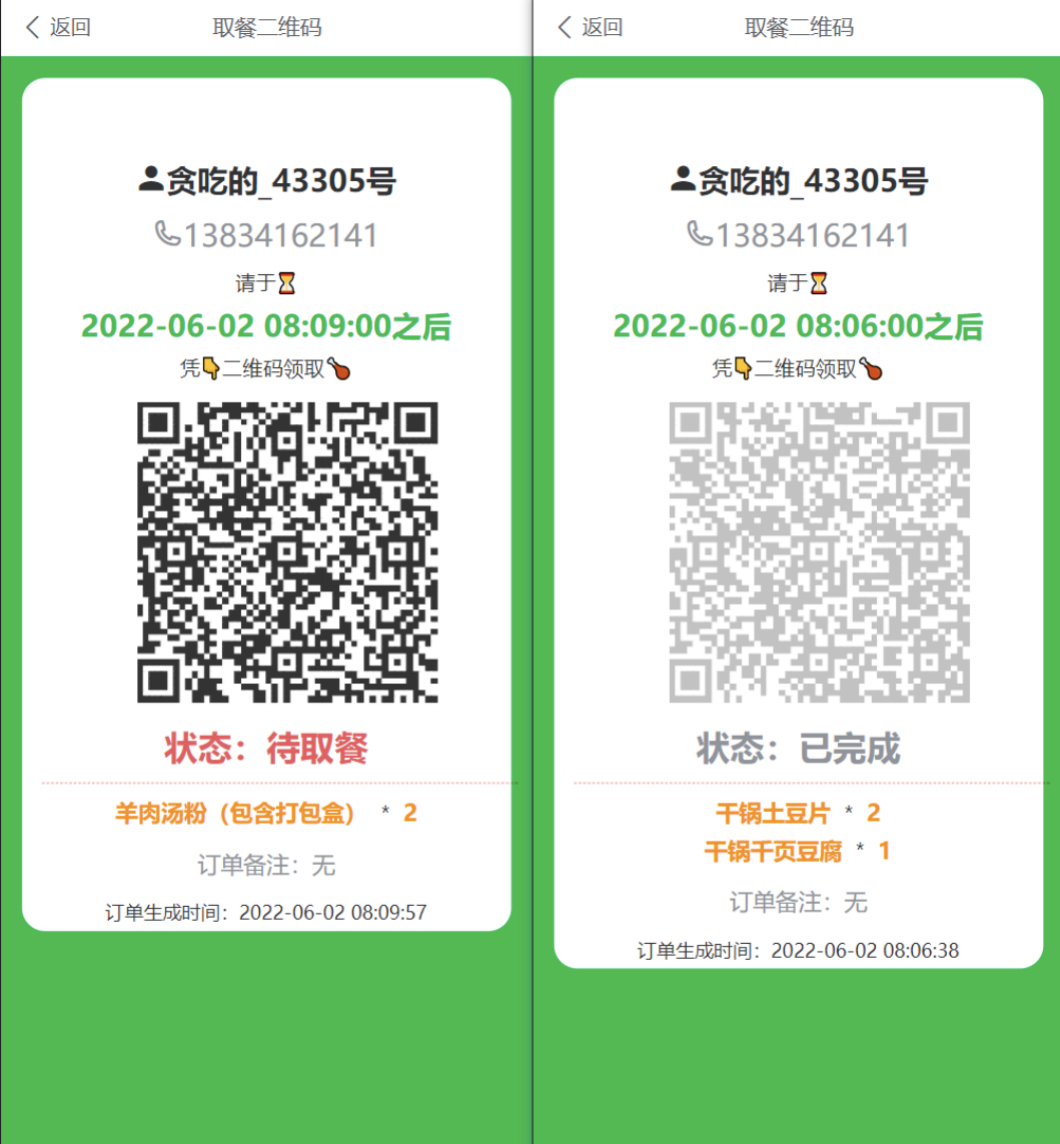 返回
取餐二维码
贪吃的_43305号
13834162141
请于⏳
2022-06-02 08:09:00之后
凭👇二维码领取🍗
状态：待取餐
羊肉汤粉（包含打包盒） * 2
订单备注：无
订单生成时间：2022-06-02 08:09:57
返回
取餐二维码
贪吃的_43305号
13834162141
请于⏳
2022-06-02 08:06:00之后
凭👇二维码领取🍗
状态：已完成
干锅土豆片 * 2
干锅千页豆腐 * 1
订单备注：无
订单生成时间：2022-06-02 08:06:38